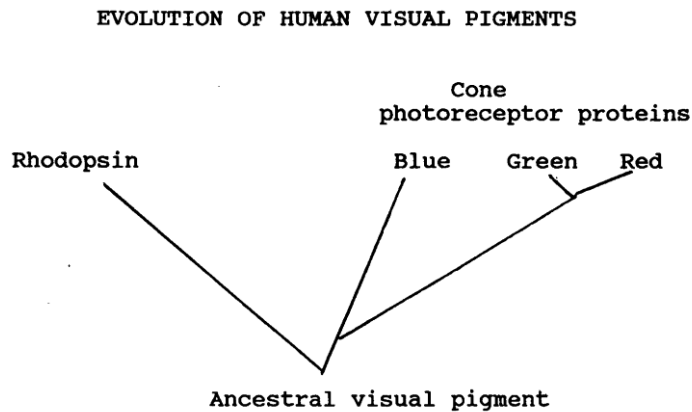 EVOLUTION OF HUMAN VISUAL PIGMENTS
Cone
photoreceptor proteins
Rhodopsin
Blue
Green
Red
Ancestral visual pigment